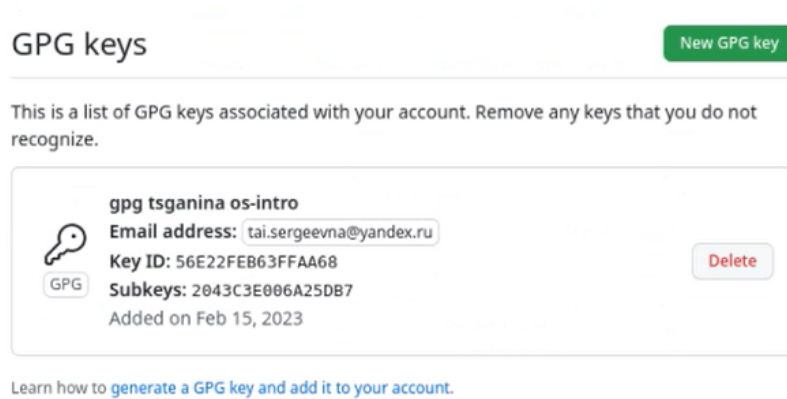 GPG keys
New GPG key
This is a list of GPG keys associated with your account. Remove any keys that you do not
recognize.
gpg tsganina os-intro
Email address: tai.sergeevna@yandex.ru
Key ID: 56E22FEB63FFAA68
GPG
Subkeys: 2043C3E006A25DB7
Added on Feb 15, 2023
Delete
Learn how to generate a GPG key and add it to your account.